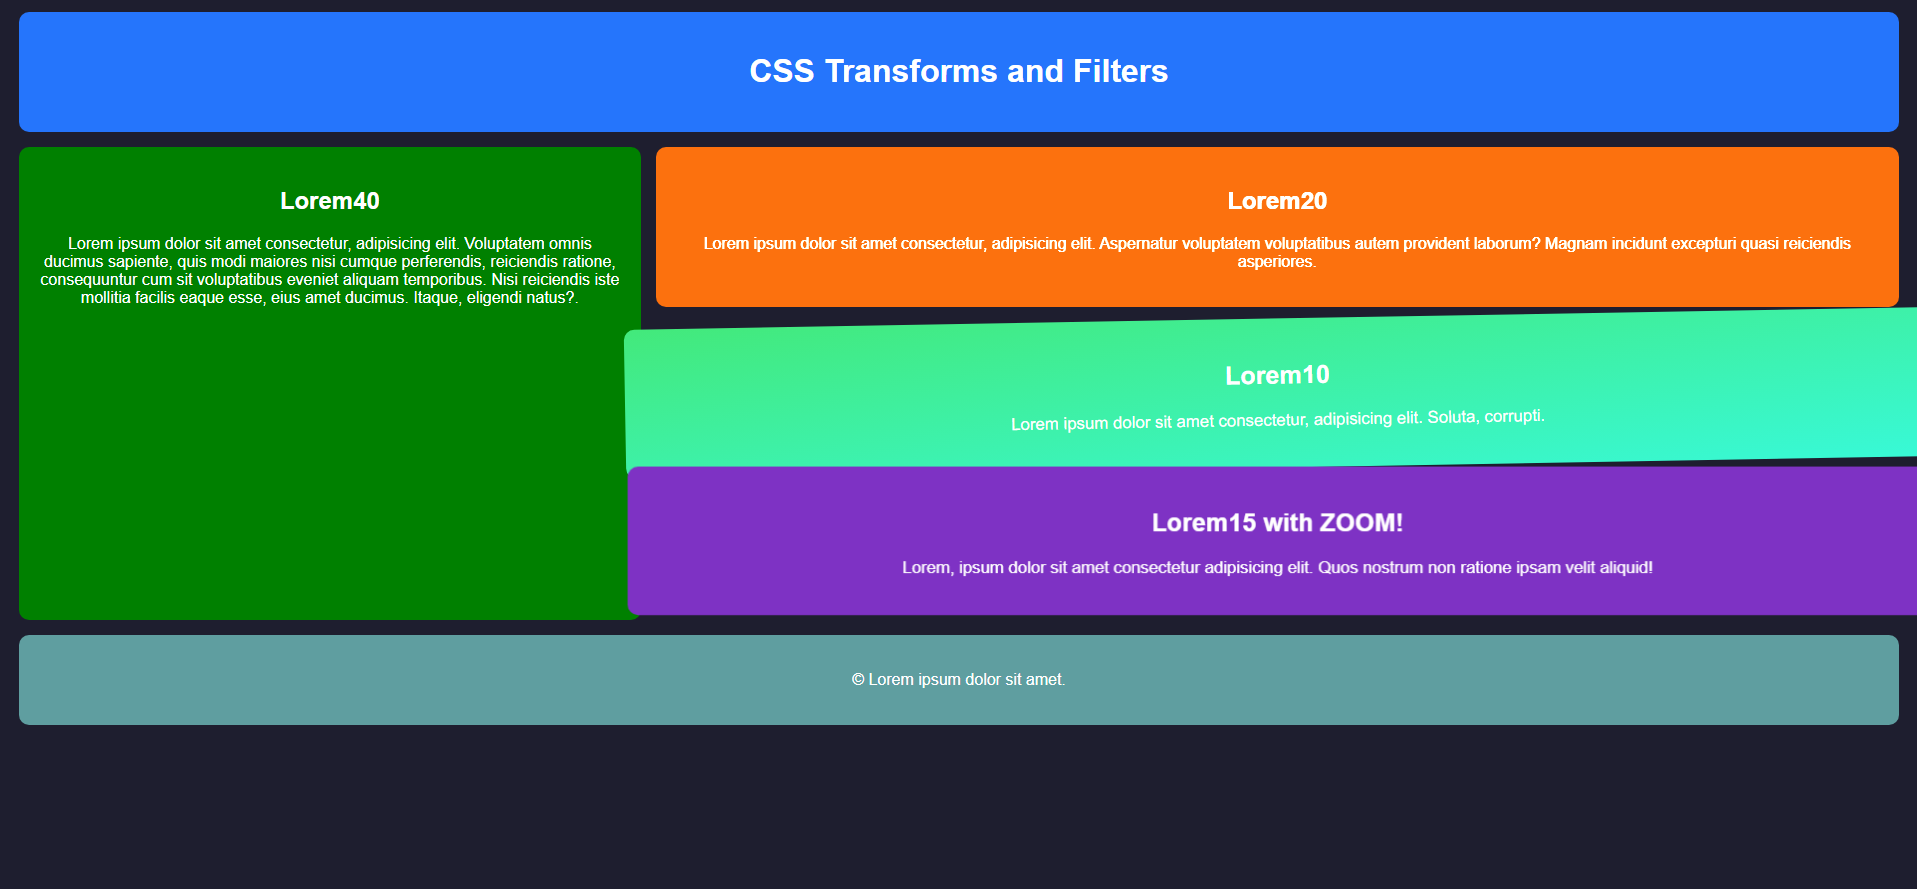 CSS Transforms and Filters
Lorem40
Lorem ipsum dolor sit amet consectetur, adipisicing elit. Voluptatem omnis
ducimus sapiente, quis modi maiores nisi cumque perferendis, reiciendis ratione,
consequuntur cum sit voluptatibus eveniet aliquam temporibus. Nisi reiciendis iste
mollitia facilis eaque esse, eius amet ducimus. Itaque, eligendi natus?.
Lorem20
Lorem ipsum dolor sit amet consectetur, adipisicing elit. Aspernatur voluptatem voluptatibus autem provident laborum? Magnam incidunt excepturi quasi reiciendis
asperiores.
Lorem10
Lorem ipsum dolor sit amet consectetur, adipisicing elit. Soluta, corrupti.
Lorem15 with ZOOM!
Lorem, ipsum dolor sit amet consectetur adipisicing elit. Quos nostrum non ratione ipsam velit aliquid!
© Lorem ipsum dolor sit amet.